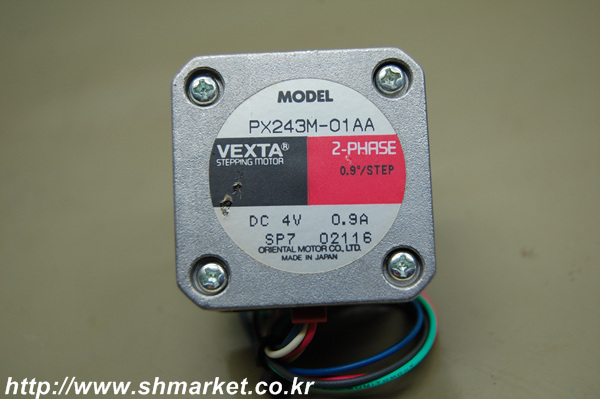 MODEL
PX243M-01AA
VEXTA®
STEPPING MOTOR
2-PHASE
0.9°/STEP
DC 4V 0.9A
SP7 02116
ORIENTAL MOTOR CO., LTD.
MADE IN JAPAN
http://www.shmarket.co.kr